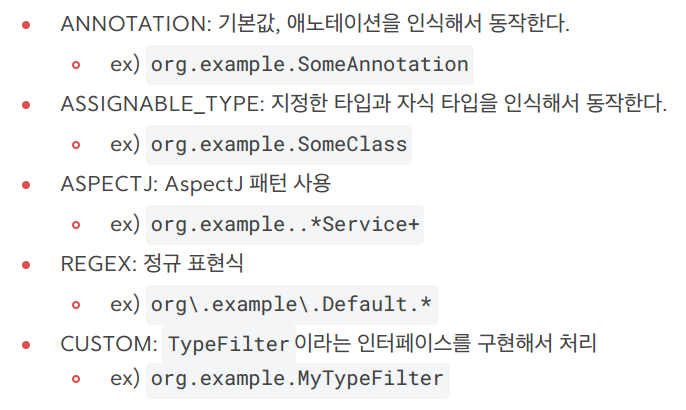 ANNOTATION: 기본값, 애노테이션을 인식해서 동작한다.
ex) org.example.SomeAnnotation
ASSIGNABLE_TYPE: 지정한 타입과 자식 타입을 인식해서 동작한다.
ex) org.example.SomeClass
ASPECTJ: AspectJ 패턴 사용
ex) org.example..*Service+
REGEX: 정규 표현식
ex) org\.example\.Default.*
CUSTOM: TypeFilter 이라는 인터페이스를 구현해서 처리
ex) org.example.MyTypeFilter